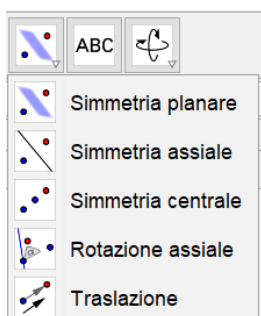 ABC
Simmetria planare
Simmetria assiale
Simmetria centrale
Rotazione assiale
Traslazione